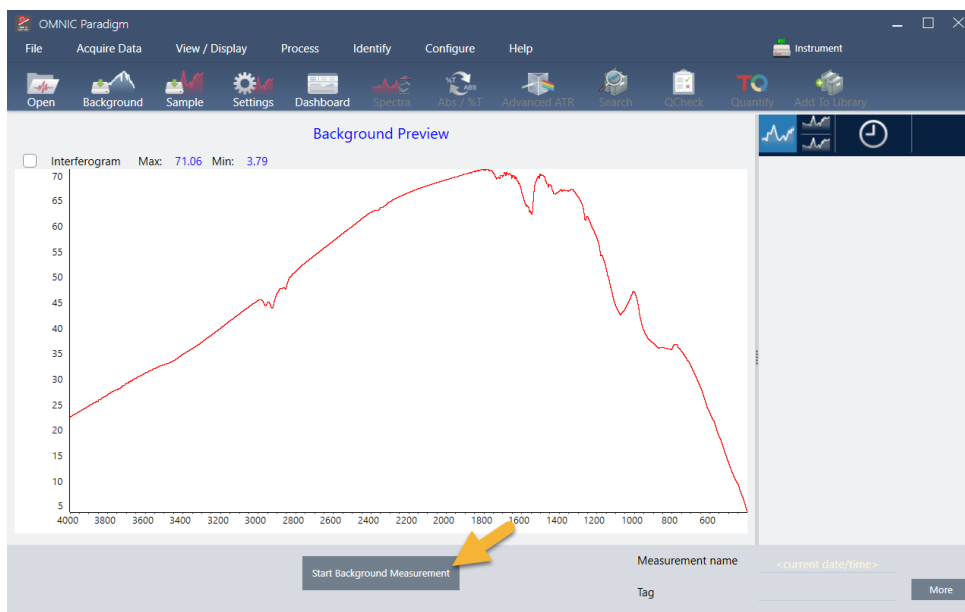 OMNIC Paradigm
File Acquire Data View / Display Process Identify Configure Help Instrument
Open Background Sample Settings Dashboard Spectra Abs / %T Advanced ATR Search QCheck Quantify Add To Library
Background Preview
Interferogram Max: 71.06 Min: 3.79
70
65
60
55
50
45
40
35
30
25
20
15
10
5
4000 3800 3600 3400 3200 3000 2800 2600 2400 2200 2000 1800 1600 1400 1200 1000 800 600
Start Background Measurement
Measurement name <current date/time>
Tag
More